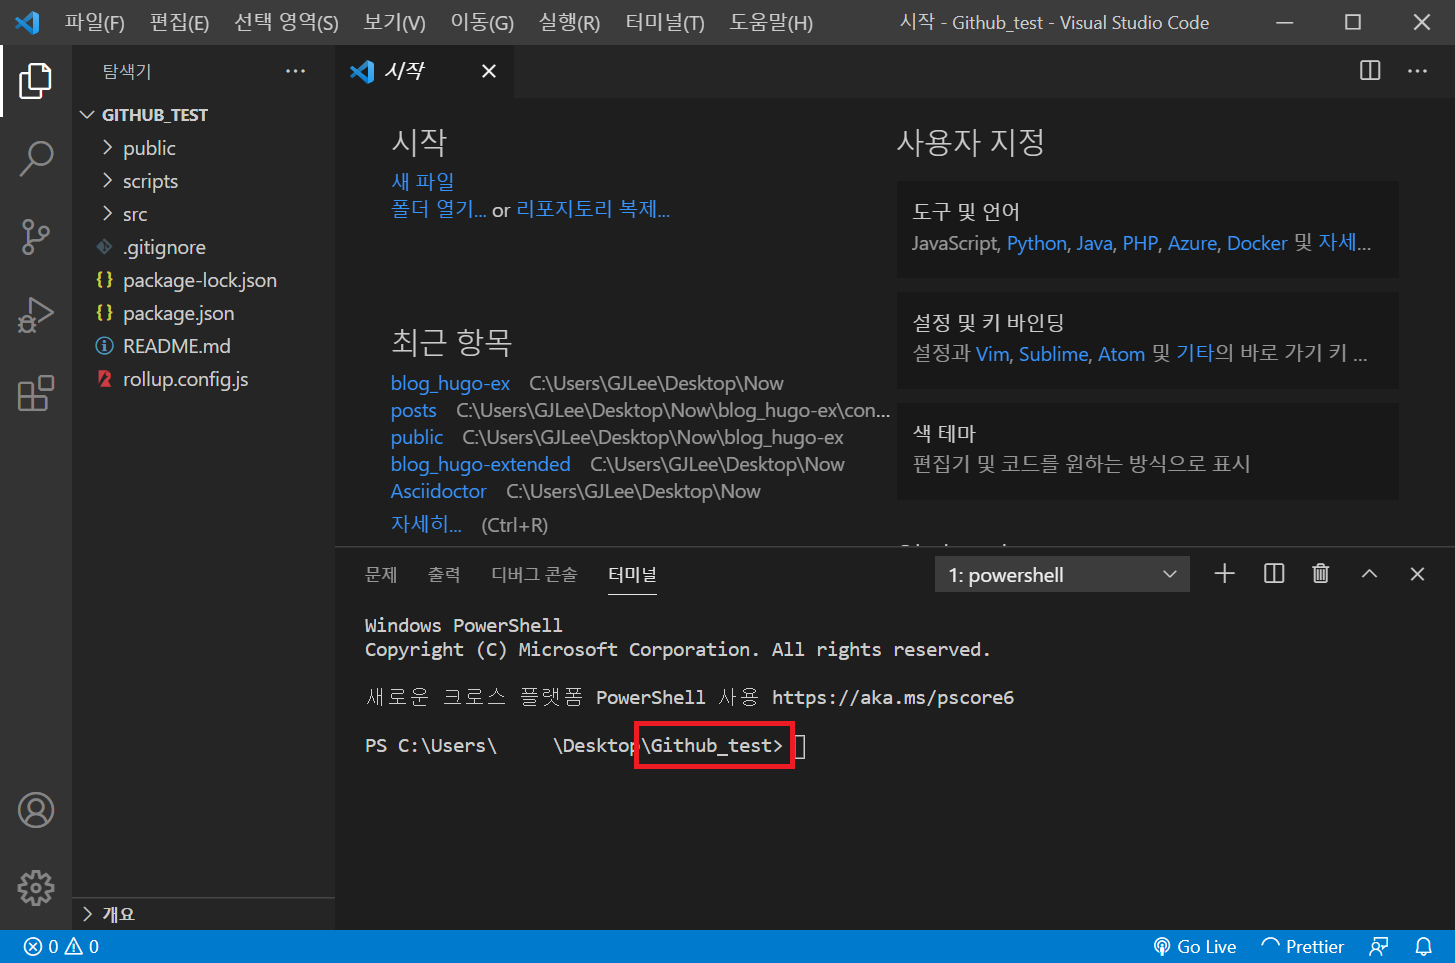 파일(F) 편집(E) 선택 영역(S) 보기(V) 이동(G) 실행(R) 터미널(T) 도움말(H) 시작 - Github_test - Visual Studio Code
탐색기
GITHUB_TEST
public
scripts
src
.gitignore
package-lock.json
package.json
README.md
rollup.config.js
개요
시작
시작
새 파일
폴더 열기... or 리포지토리 복제...
최근 항목
blog_hugo-ex C:\Users\GJLee\Desktop\Now
posts C:\Users\GJLee\Desktop\Now\blog_hugo-ex\con...
public C:\Users\GJLee\Desktop\Now\blog_hugo-ex
blog_hugo-extended C:\Users\GJLee\Desktop\Now
Asciidoctor C:\Users\GJLee\Desktop\Now
자세히... (Ctrl+R)
사용자 지정
도구 및 언어
JavaScript, Python, Java, PHP, Azure, Docker 및 자세...
설정 및 키 바인딩
설정과 Vim, Sublime, Atom 및 기타의 바로 가기 키 ...
색 테마
편집기 및 코드를 원하는 방식으로 표시
문제 출력 디버그 콘솔 터미널 1: powershell
Windows PowerShell
Copyright (C) Microsoft Corporation. All rights reserved.
새로운 크로스 플랫폼 PowerShell 사용 https://aka.ms/pscore6
PS C:\Users\ \Desktop\Github_test>
0 0 Go Live Prettier